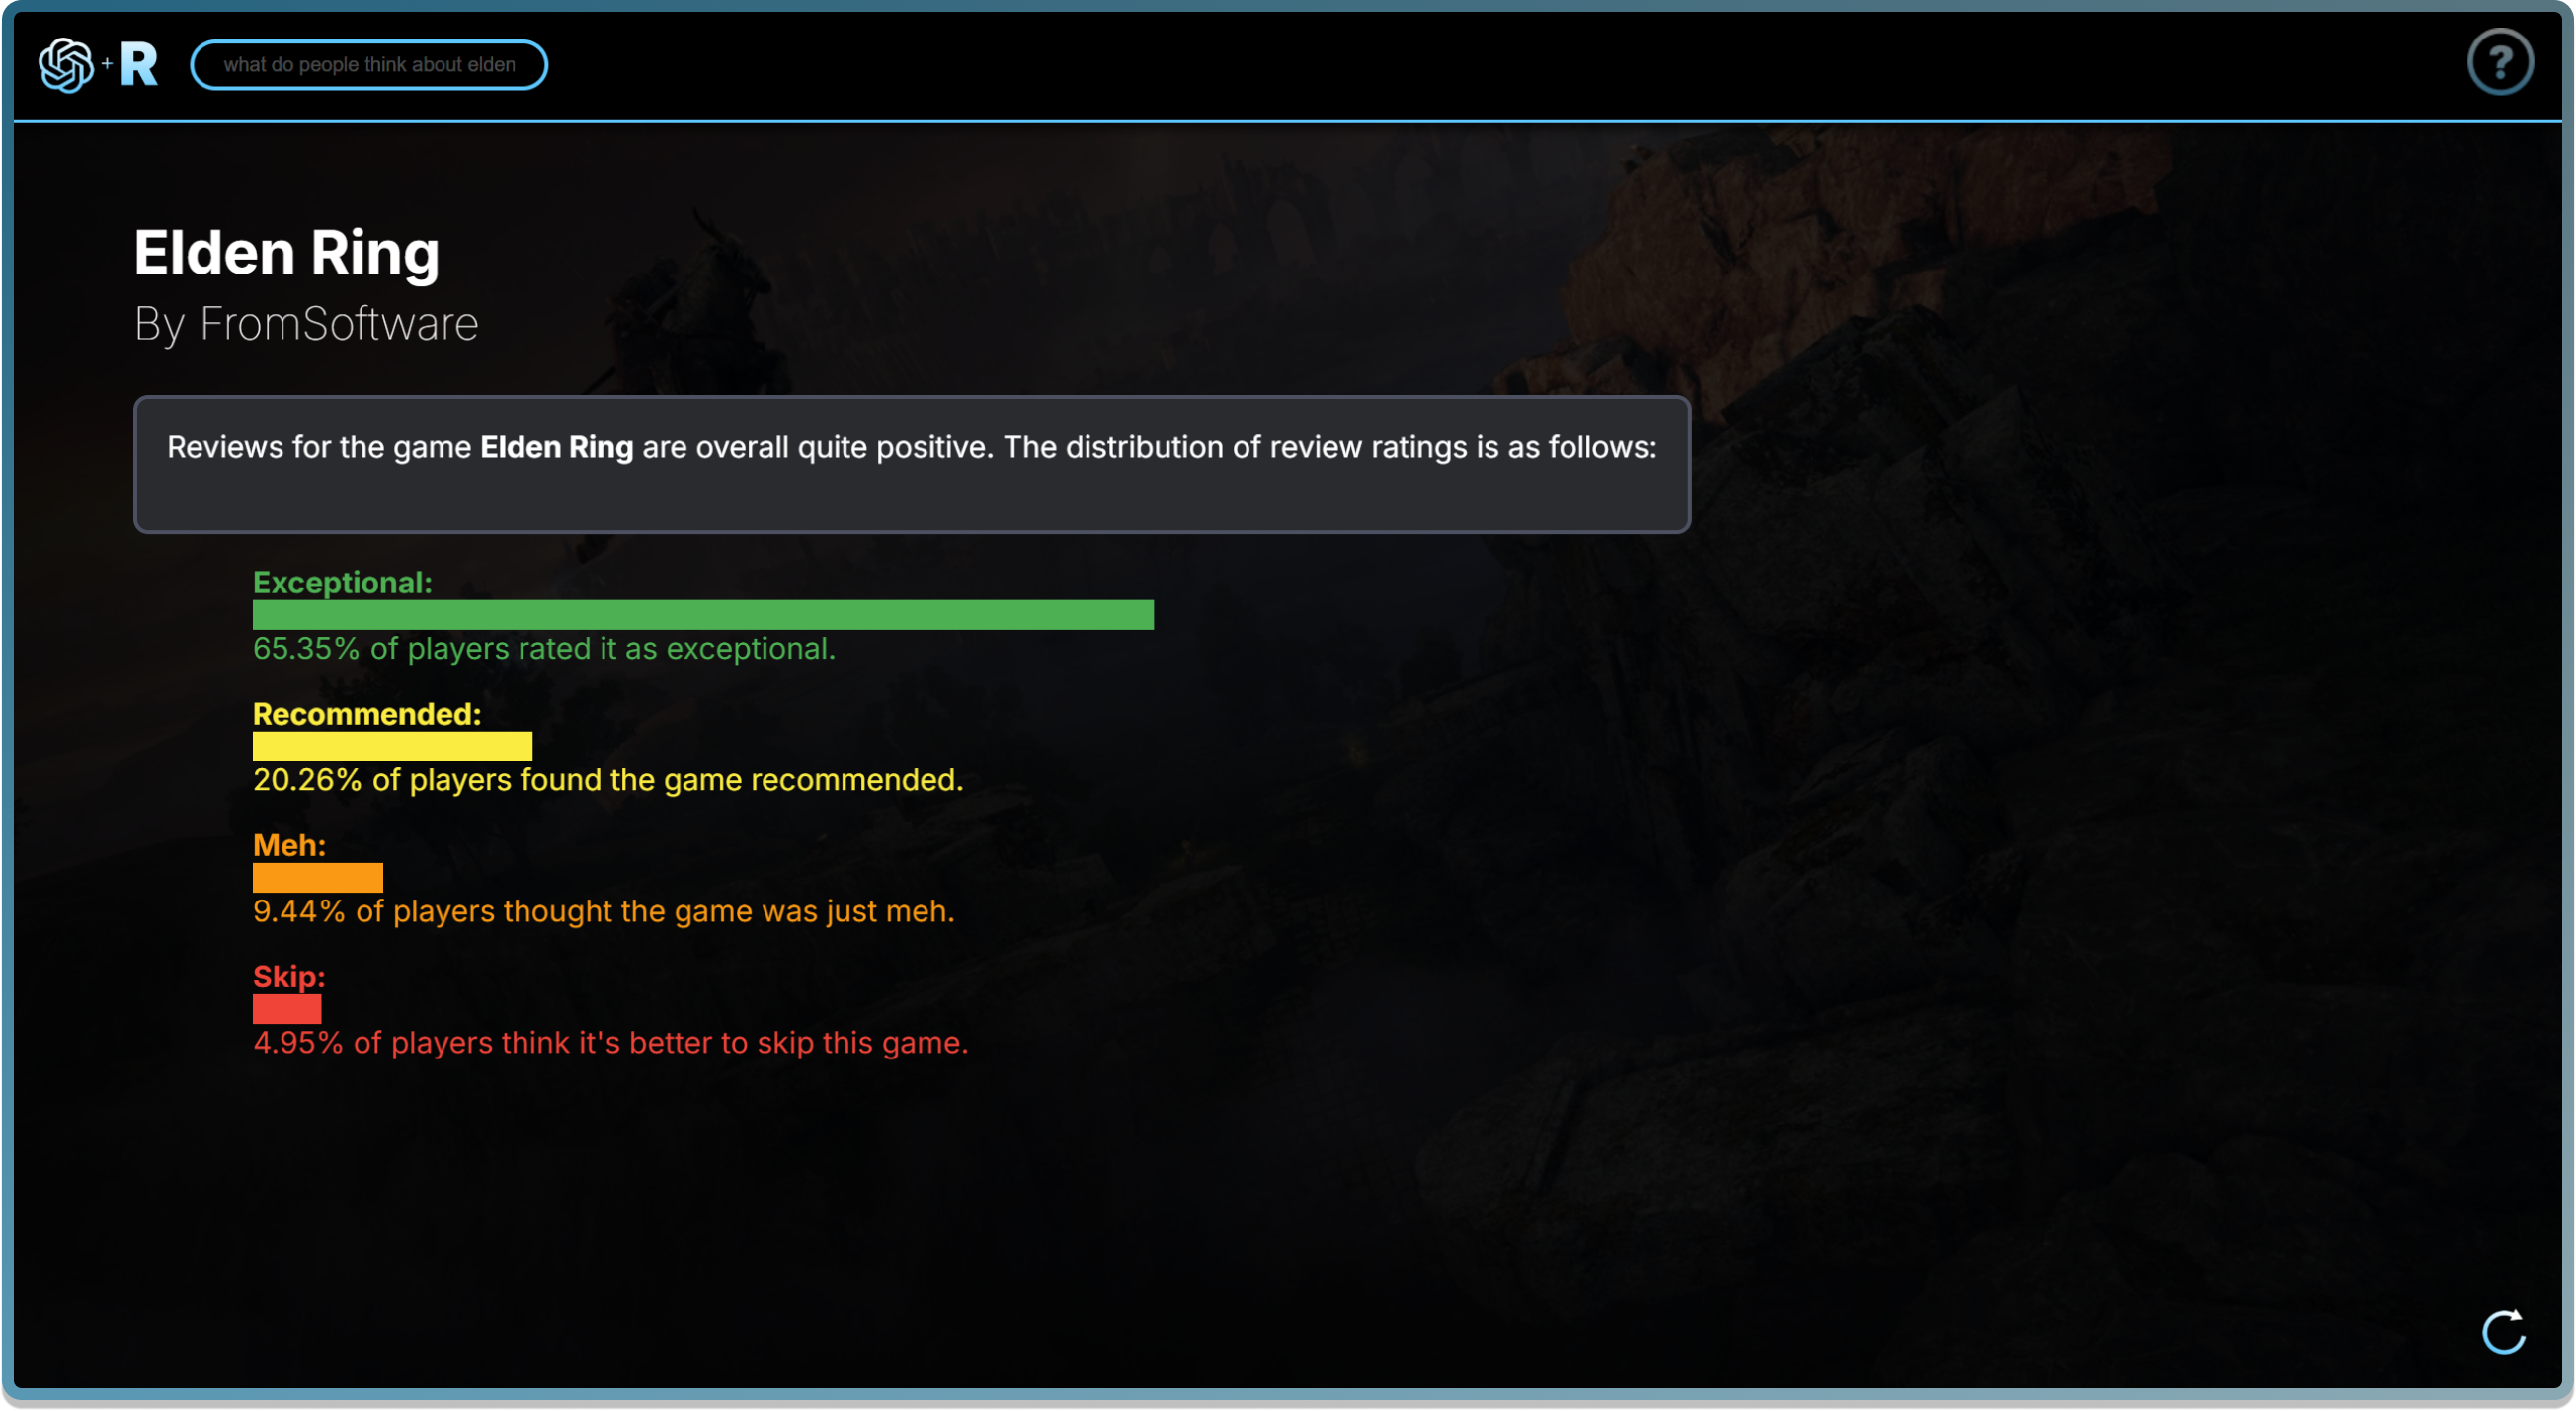 + R
what do people think about elden
?
Elden Ring
By FromSoftware
Reviews for the game Elden Ring are overall quite positive. The distribution of review ratings is as follows:
Exceptional:
65.35% of players rated it as exceptional.
Recommended:
20.26% of players found the game recommended.
Meh:
9.44% of players thought the game was just meh.
Skip:
4.95% of players think it's better to skip this game.